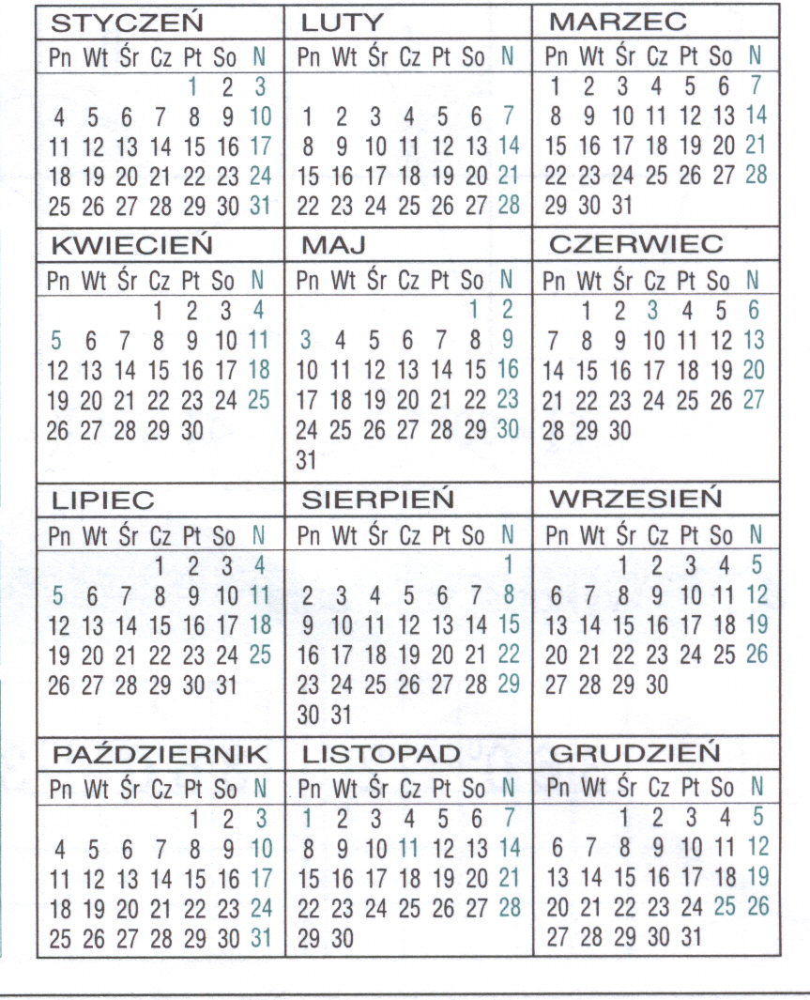 STYCZEŃ
Pn Wt Śr Cz Pt So N
1 2 3
4 5 6 7 8 9 10
11 12 13 14 15 16 17
18 19 20 21 22 23 24
25 26 27 28 29 30 31
LUTY
Pn Wt Śr Cz Pt So N
1 2 3 4 5 6 7
8 9 10 11 12 13 14
15 16 17 18 19 20 21
22 23 24 25 26 27 28
MARZEC
Pn Wt Śr Cz Pt So N
1 2 3 4 5 6 7
8 9 10 11 12 13 14
15 16 17 18 19 20 21
22 23 24 25 26 27 28
29 30 31
KWIECIEŃ
Pn Wt Śr Cz Pt So N
1 2 3 4
5 6 7 8 9 10 11
12 13 14 15 16 17 18
19 20 21 22 23 24 25
26 27 28 29 30
MAJ
Pn Wt Śr Cz Pt So N
1 2
3 4 5 6 7 8 9
10 11 12 13 14 15 16
17 18 19 20 21 22 23
24 25 26 27 28 29 30
31
CZERWIEC
Pn Wt Śr Cz Pt So N
1 2 3 4 5 6
7 8 9 10 11 12 13
14 15 16 17 18 19 20
21 22 23 24 25 26 27
28 29 30
LIPIEC
Pn Wt Śr Cz Pt So N
1 2 3 4
5 6 7 8 9 10 11
12 13 14 15 16 17 18
19 20 21 22 23 24 25
26 27 28 29 30 31
SIERPIEŃ
Pn Wt Śr Cz Pt So N
1
2 3 4 5 6 7 8
9 10 11 12 13 14 15
16 17 18 19 20 21 22
23 24 25 26 27 28 29
30 31
WRZESIEŃ
Pn Wt Śr Cz Pt So N
1 2 3 4 5
6 7 8 9 10 11 12
13 14 15 16 17 18 19
20 21 22 23 24 25 26
27 28 29 30
PAŹDZIERNIK
Pn Wt Śr Cz Pt So N
1 2 3
4 5 6 7 8 9 10
11 12 13 14 15 16 17
18 19 20 21 22 23 24
25 26 27 28 29 30 31
LISTOPAD
Pn Wt Śr Cz Pt So N
1 2 3 4 5 6 7
8 9 10 11 12 13 14
15 16 17 18 19 20 21
22 23 24 25 26 27 28
29 30
GRUDZIEŃ
Pn Wt Śr Cz Pt So N
1 2 3 4 5
6 7 8 9 10 11 12
13 14 15 16 17 18 19
20 21 22 23 24 25 26
27 28 29 30 31